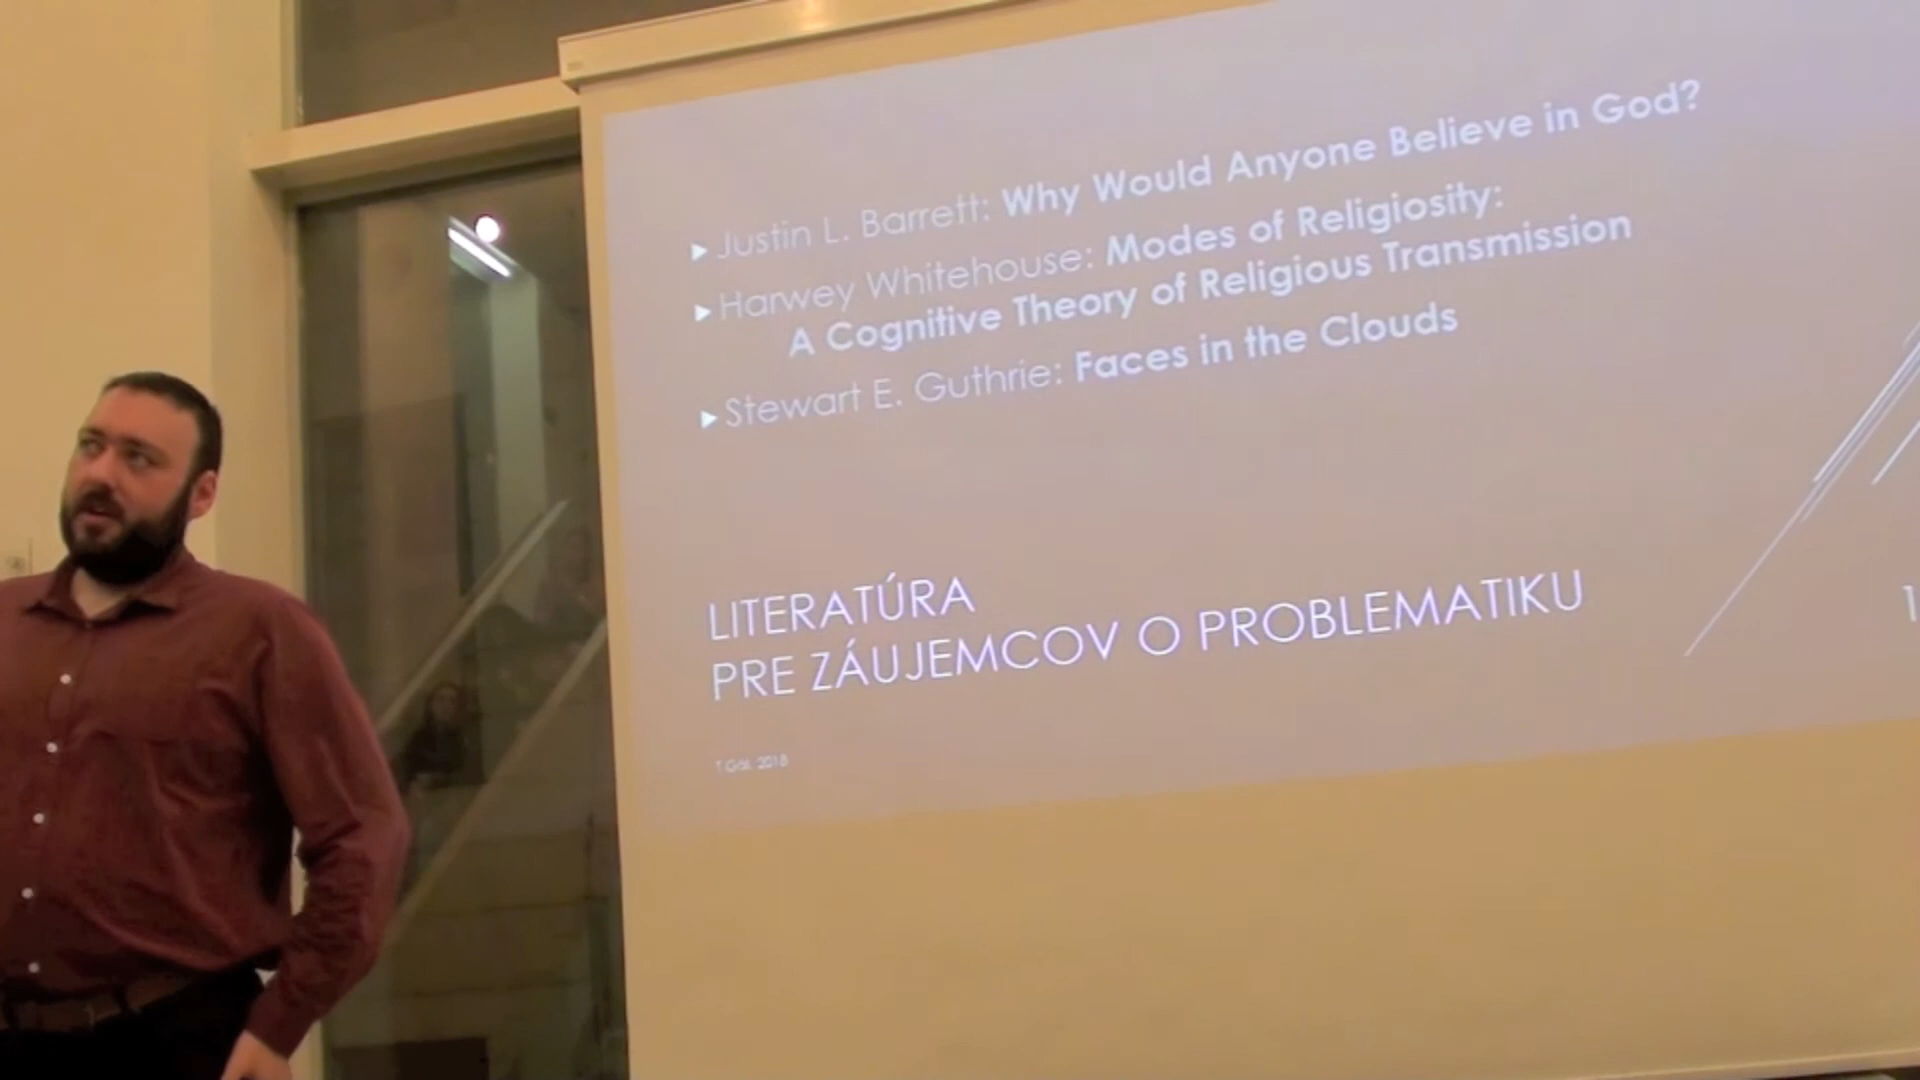 Justin L. Barrett: Why Would Anyone Believe in God?
Harwey Whitehouse: Modes of Religiosity:
A Cognitive Theory of Religious Transmission
Stewart E. Guthrie: Faces in the Clouds
LITERATÚRA
PRE ZÁUJEMCOV O PROBLEMATIKU
2018